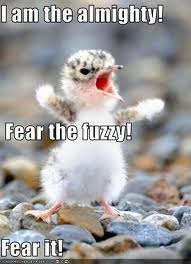 I am the almighty!
Fear the fuzzy!
Fear it!